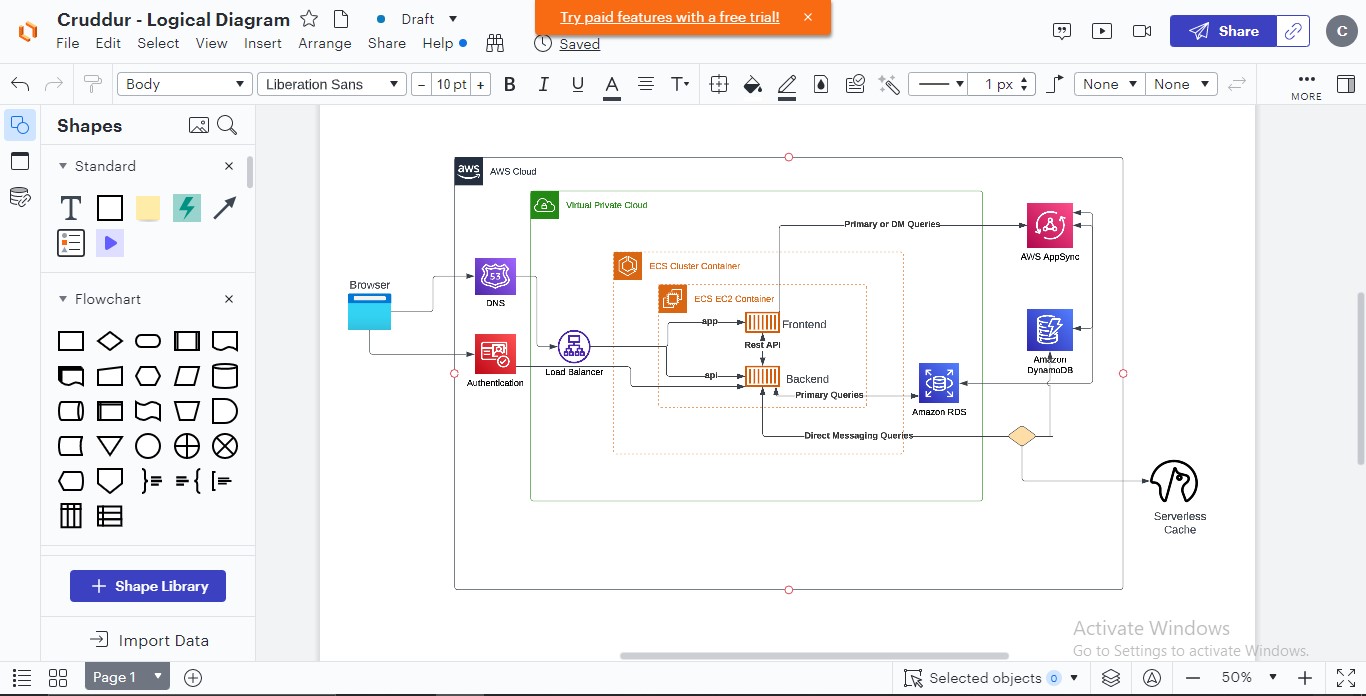 Cruddur - Logical Diagram
Draft
Try paid features with a free trial!
File Edit Select View Insert Arrange Share Help
Saved
Share
C
Body
Liberation Sans
10 pt
B I U A T
1 px
None
None
MORE
Shapes
Standard
T
Flowchart
Shape Library
Import Data
aws
AWS Cloud
Virtual Private Cloud
Primary or DM Queries
AWS AppSync
ECS Cluster Container
53
DNS
Browser
ECS EC2 Container
app
Frontend
Rest API
Load Balancer
Authentication
api
Backend
Primary Queries
Amazon
DynamoDB
Amazon RDS
Direct Messaging Queries
Serverless
Cache
Activate Windows
Go to Settings to activate Windows.
Page 1
Selected objects 0
50%